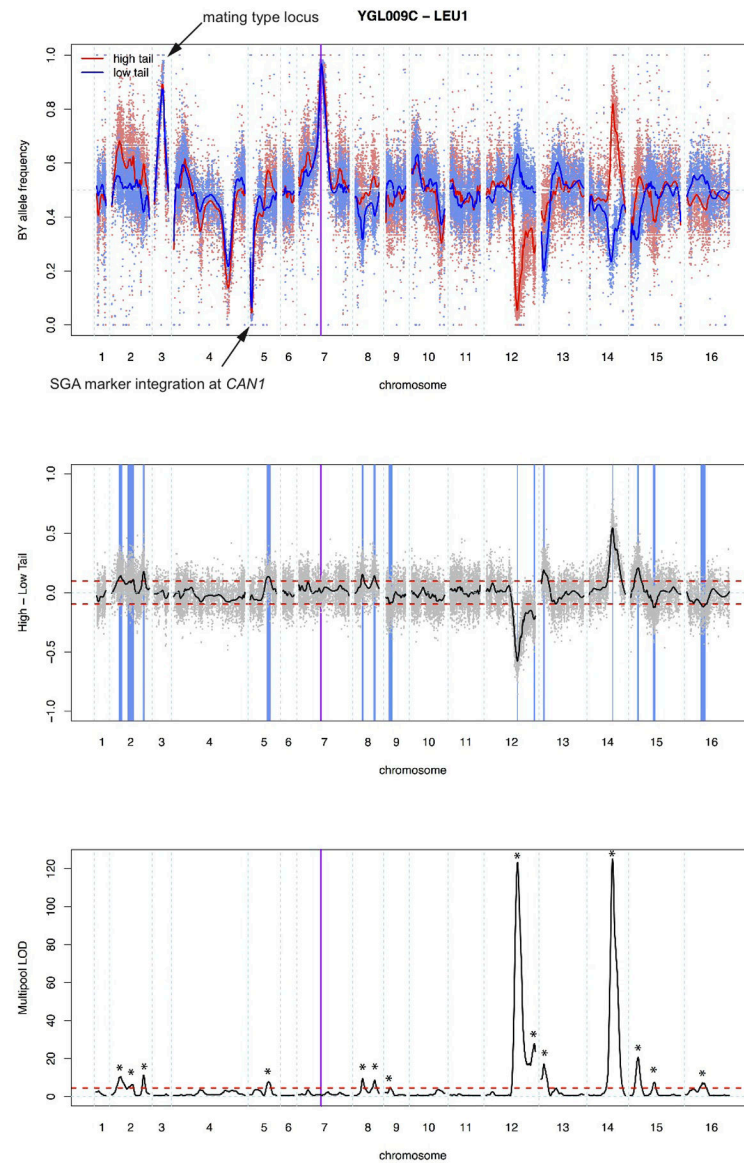 mating type locus
YGL009C – LEU1
high tail
low tail
BY allele frequency
1.0
0.8
0.6
0.4
0.2
0.0
1 2 3 4 5 6 7 8 9 10 11 12 13 14 15 16
SGA marker integration at CAN1
chromosome
High – Low Tail
1.0
0.5
0.0
−0.5
−1.0
1 2 3 4 5 6 7 8 9 10 11 12 13 14 15 16
chromosome
Multipool LOD
120
100
80
60
40
20
0
* * * * * * * * * * * * * *
1 2 3 4 5 6 7 8 9 10 11 12 13 14 15 16
chromosome